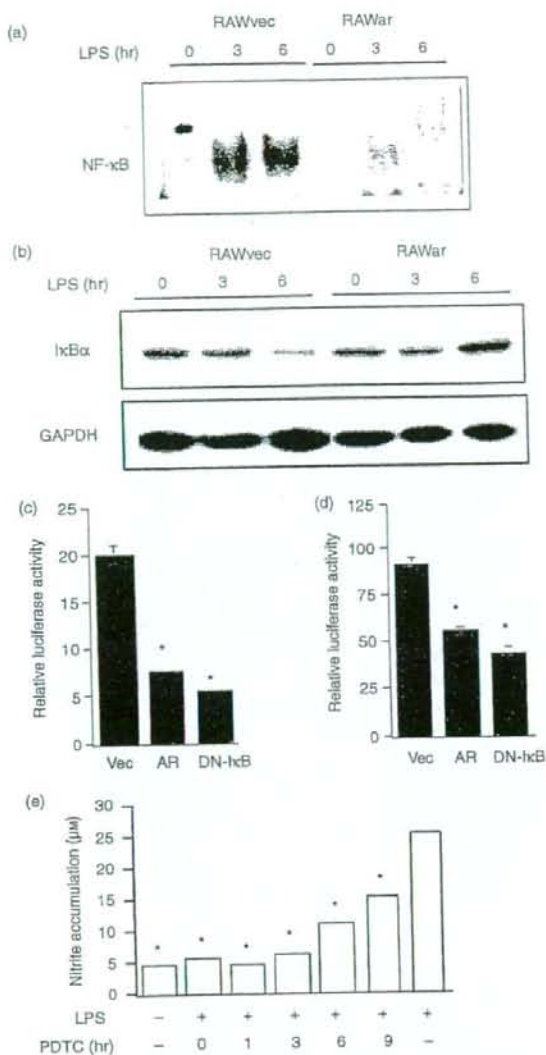 (a)
RAWvec RAWar
LPS (hr) 0 3 6 0 3 6
NF-κB
(b)
RAWvec RAWar
LPS (hr) 0 3 6 0 3 6
IκBα
GAPDH
(c)
25
20
15
10
5
0
Relative luciferase activity
*
*
Vec AR DN-IκB
(d)
125
100
75
50
25
0
Relative luciferase activity
*
*
Vec AR DN-IκB
(e)
30
25
20
15
10
5
0
Nitrite accumulation (μM)
* * * * * *
LPS – + + + + + +
PDTC (hr) – 0 1 3 6 9 –